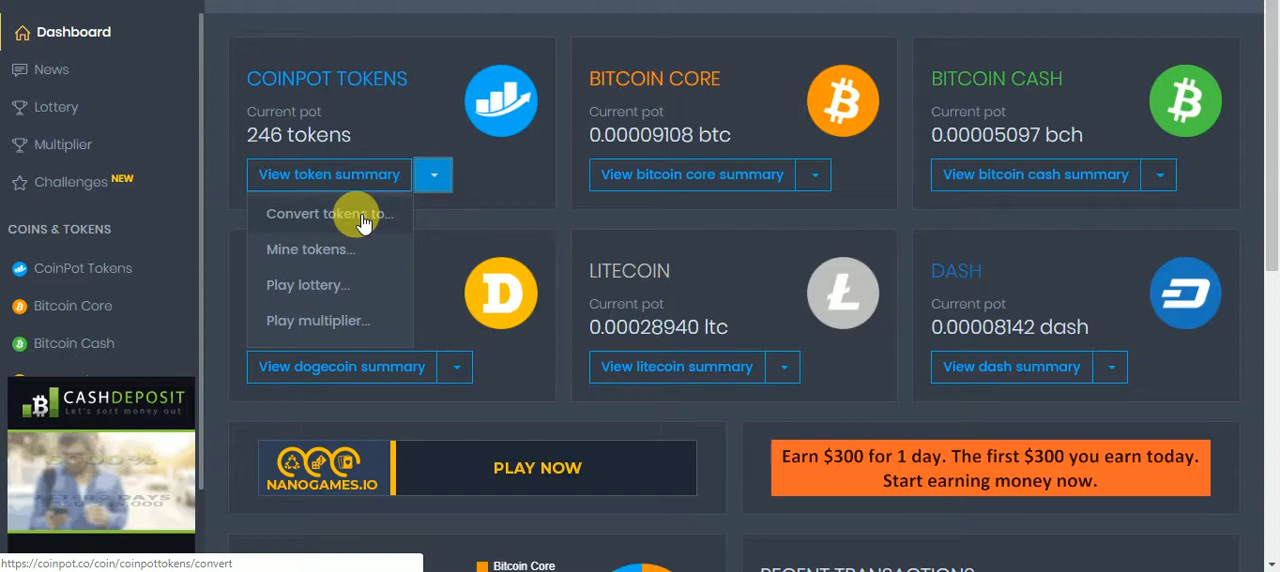 Dashboard
News
Lottery
Multiplier
Challenges NEW
COINS & TOKENS
CoinPot Tokens
Bitcoin Core
Bitcoin Cash
CASHDEPOSIT
Let's sort money out
COINPOT TOKENS
Current pot
246 tokens
View token summary
Convert tokens to...
Mine tokens...
Play lottery...
Play multiplier...
BITCOIN CORE
Current pot
0.00009108 btc
View bitcoin core summary
BITCOIN CASH
Current pot
0.00005097 bch
View bitcoin cash summary
View dogecoin summary
LITECOIN
Current pot
0.00028940 ltc
View litecoin summary
DASH
Current pot
0.00008142 dash
View dash summary
NANOGAMES.IO
PLAY NOW
Earn $300 for 1 day. The first $300 you earn today.
Start earning money now.
Bitcoin Core
RECENT TRANSACTIONS
https://coinpot.co/coin/coinpottokens/convert